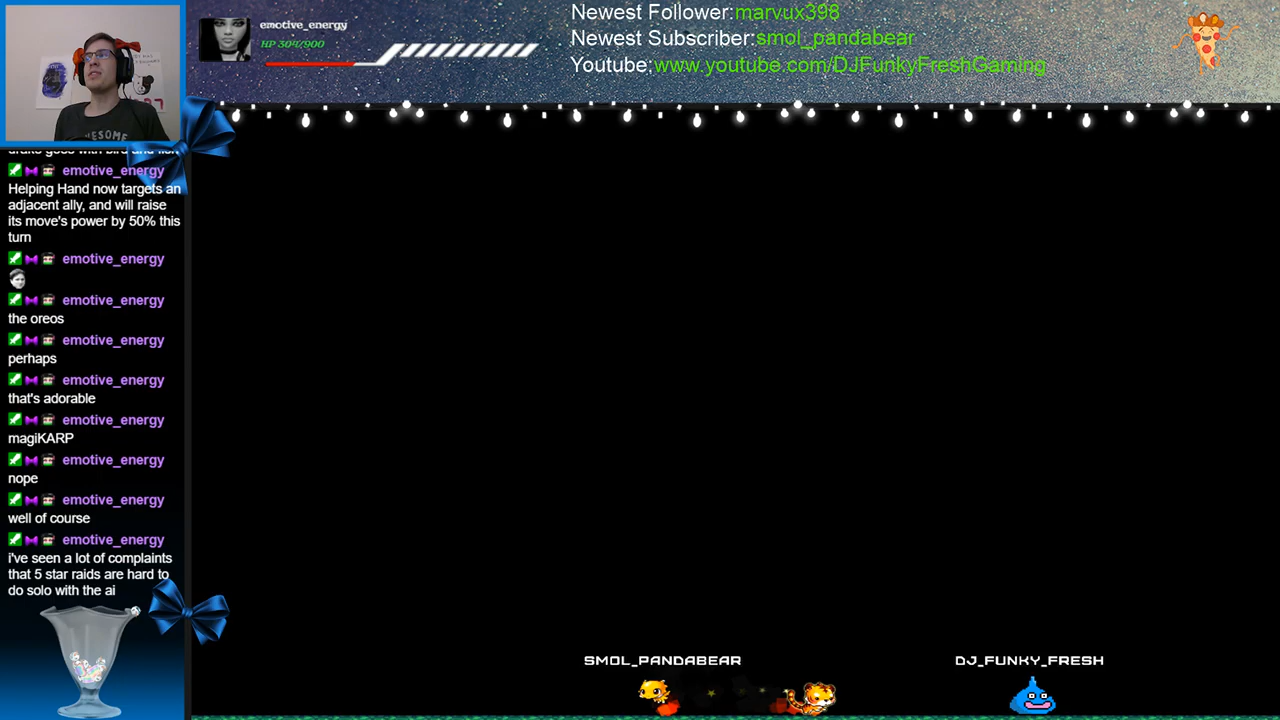 emotive_energy
HP 304/900
Newest Follower:marvux398
Newest Subscriber:smol_pandabear
Youtube;www.youtube.com/DJFunkyFreshGaming
AWESOME
emotive_energy
Helping Hand now targets an
adjacent ally, and will raise
its move's power by 50% this
turn
emotive_energy
emotive_energy
the oreos
emotive_energy
perhaps
emotive_energy
that's adorable
emotive_energy
magiKARP
emotive_energy
nope
emotive_energy
well of course
emotive_energy
i've seen a lot of complaints
that 5 star raids are hard to
do solo with the ai
SMOL_PANDABEAR
DJ_FUNKY_FRESH